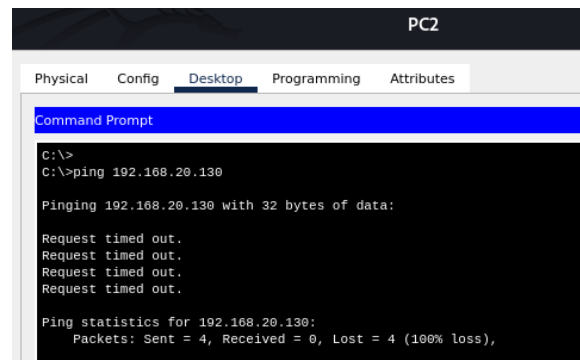 PC2
Physical Config Desktop Programming Attributes
Command Prompt
C:\>
C:\>ping 192.168.20.130
Pinging 192.168.20.130 with 32 bytes of data:
Request timed out.
Request timed out.
Request timed out.
Request timed out.
Ping statistics for 192.168.20.130:
Packets: Sent = 4, Received = 0, Lost = 4 (100% loss),